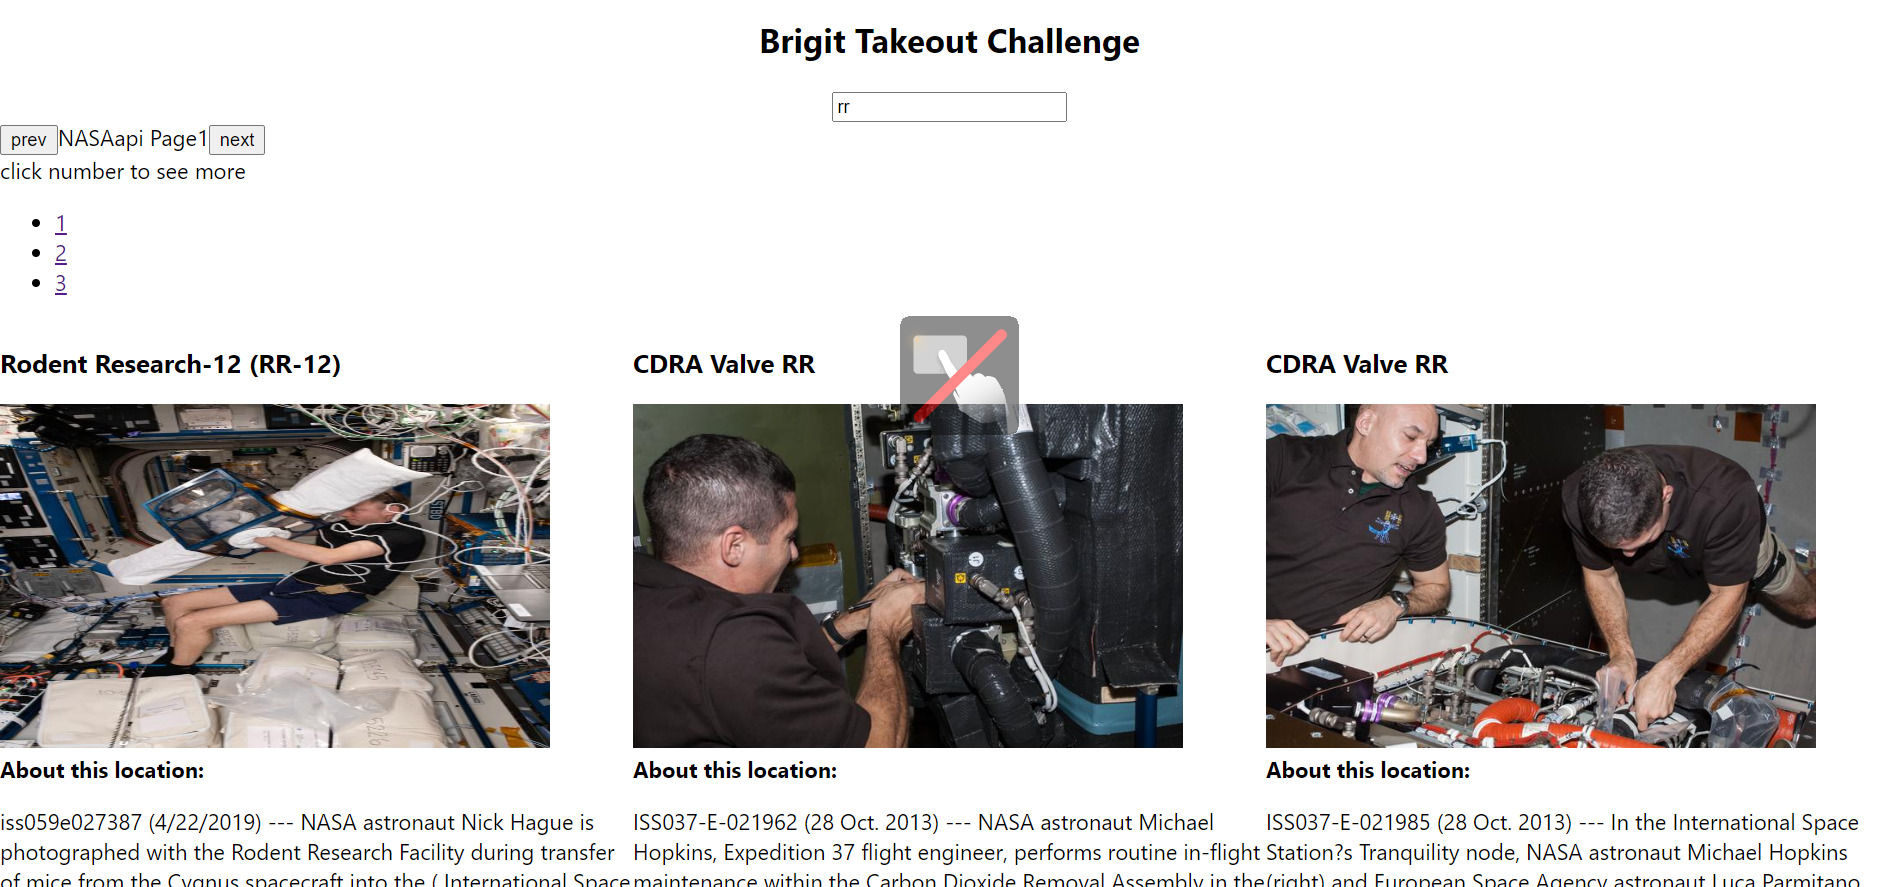 Brigit Takeout Challenge
rr
prev NASAapi Page1 next
click number to see more
1
2
3
Rodent Research-12 (RR-12)
CDRA Valve RR
CDRA Valve RR
About this location:
About this location:
About this location:
iss059e027387 (4/22/2019) --- NASA astronaut Nick Hague is
photographed with the Rodent Research Facility during transfer
of mice from the Cygnus spacecraft into the ( International Space
ISS037-E-021962 (28 Oct. 2013) --- NASA astronaut Michael
Hopkins, Expedition 37 flight engineer, performs routine in-flight
maintenance within the Carbon Dioxide Removal Assembly in the
ISS037-E-021985 (28 Oct. 2013) --- In the International Space
Station?s Tranquility node, NASA astronaut Michael Hopkins
(right) and European Space Agency astronaut Luca Parmitano